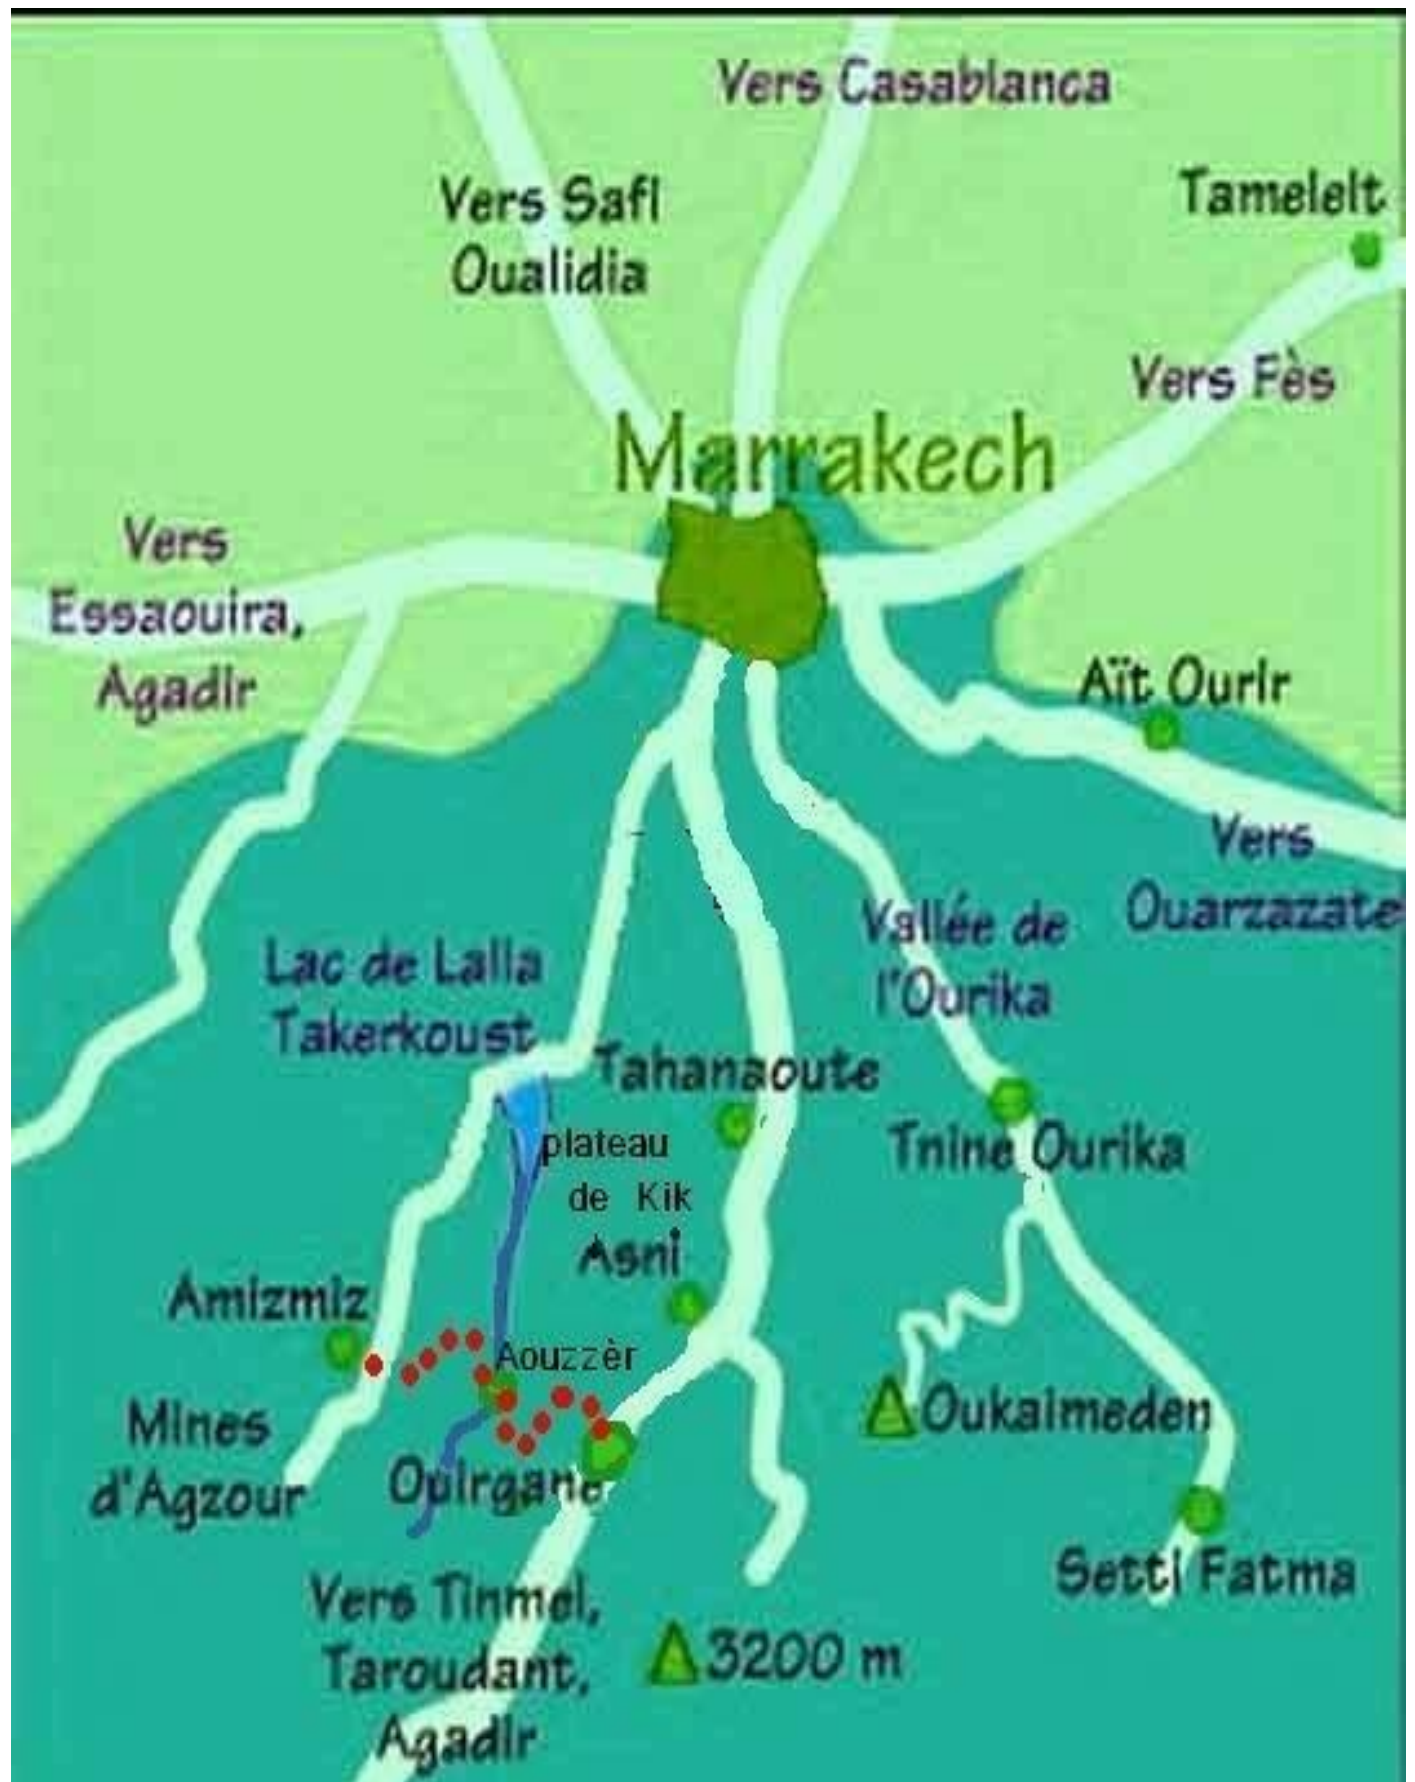 Vers Casablanca
Tamelelt
Vers Safi
Oualidia
Vers Fès
Marrakech
Vers
Essaouira,
Agadir
Aït Ourir
Vers
Ouarzazate
Vallée de
l'Ourika
Lac de Lalla
Takerkoust
Tahanaoute
Tnine Ourika
plateau
de Kik
Asni
Amizmiz
Aouzzèr
Mines
d'Agzour
Oukaimeden
Opirgane
Setti Fatma
Vers Tinmel,
Taroudant,
Agadir
3200 m